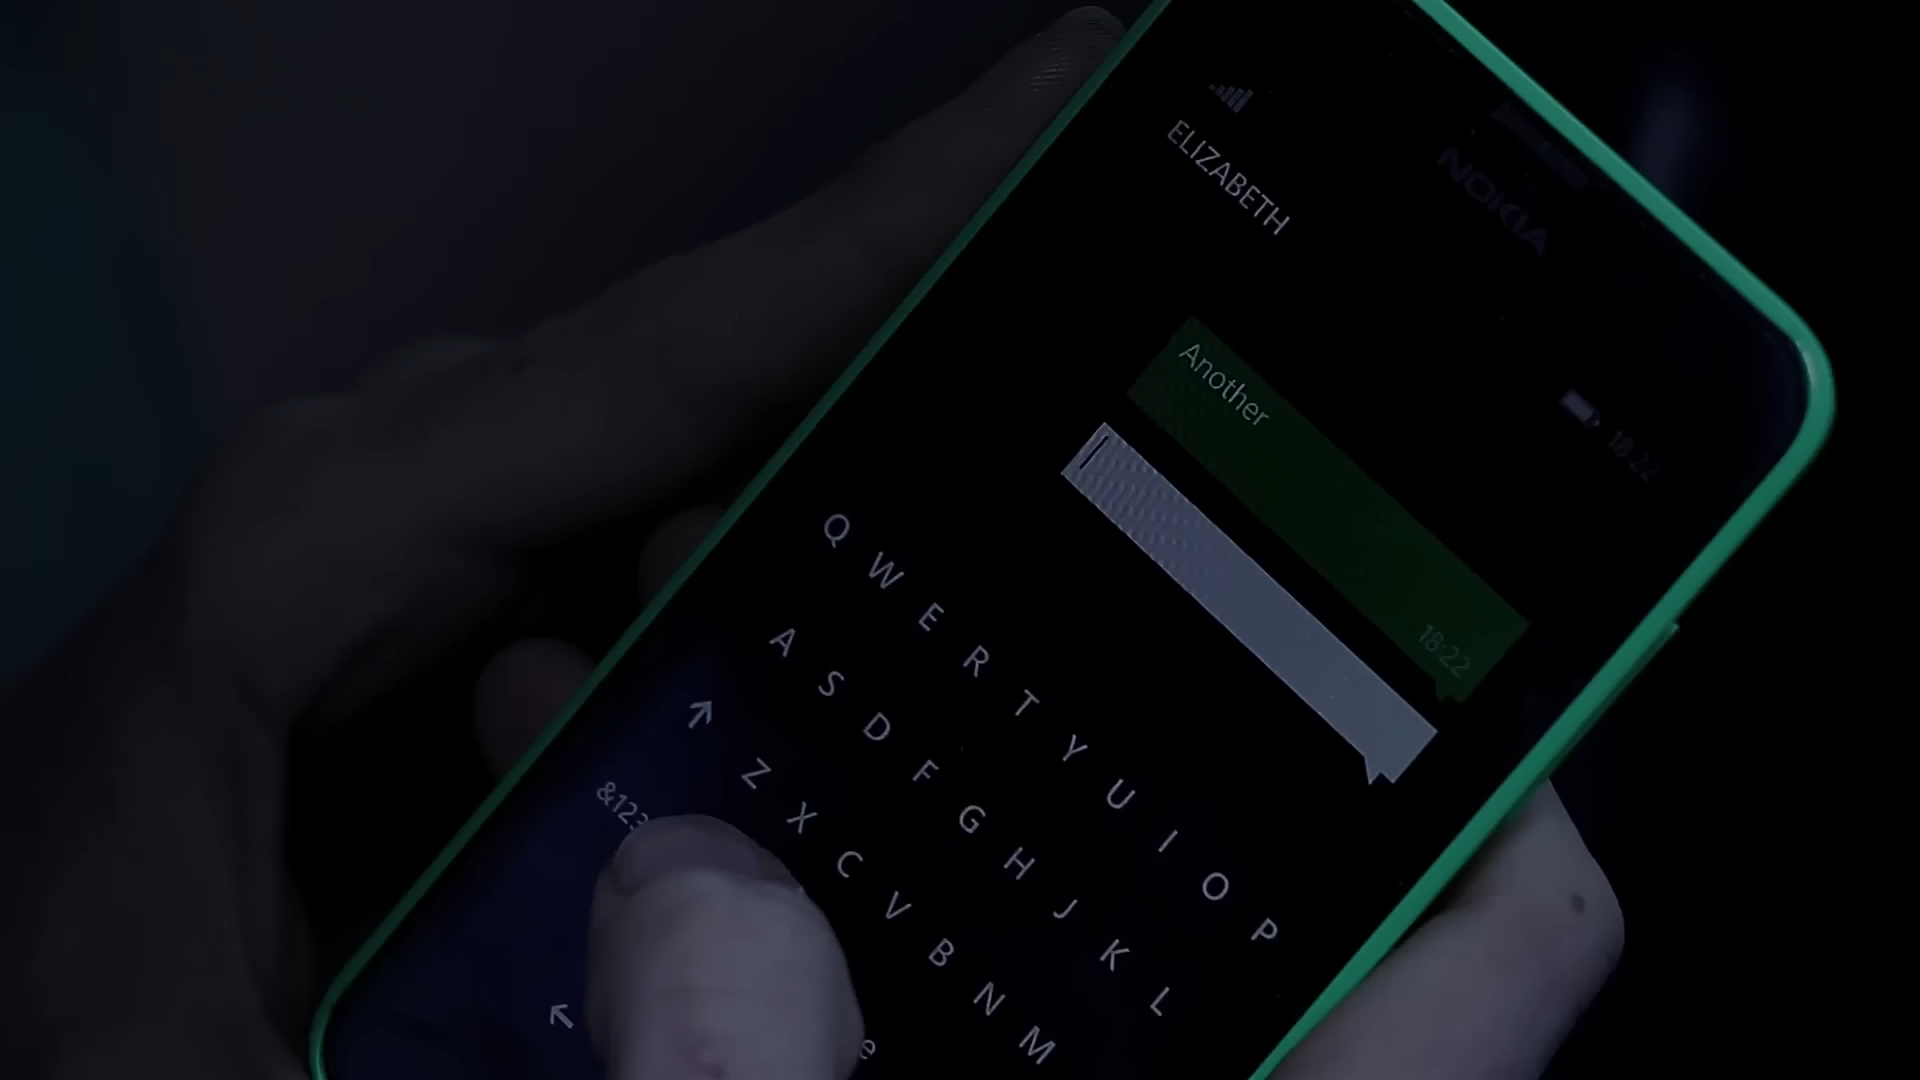 ELIZABETH
NOKIA
18:22
Another
18:22
Q W E R T Y U I O P
A S D F G H J K L
Z X C V B N M
&123